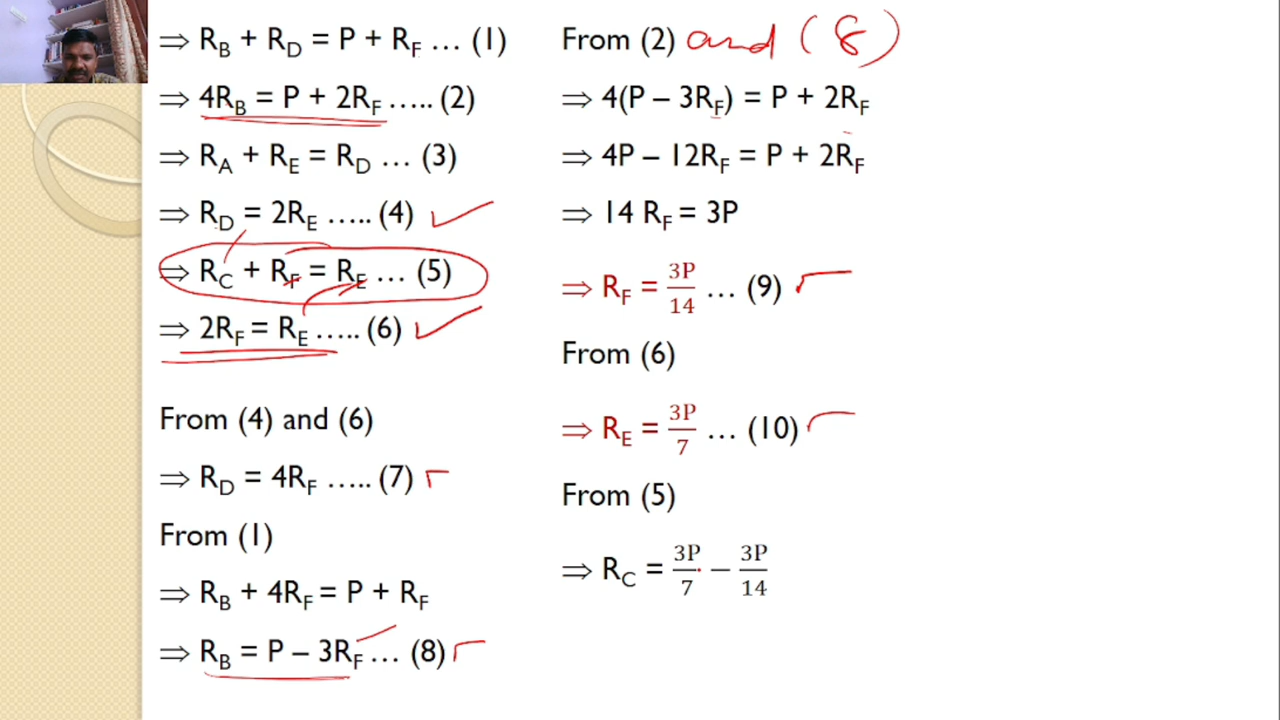 ⇒ R_B + R_D = P + R_F … (1)
⇒ 4R_B = P + 2R_F ….. (2)
⇒ R_A + R_E = R_D … (3)
⇒ R_D = 2R_E ….. (4)
⇒ R_C + R_F = R_E … (5)
⇒ 2R_F = R_E ….. (6)
From (4) and (6)
⇒ R_D = 4R_F ….. (7)
From (1)
⇒ R_B + 4R_F = P + R_F
⇒ R_B = P – 3R_F … (8)
From (2) and (8)
⇒ 4(P – 3R_F) = P + 2R_F
⇒ 4P – 12R_F = P + 2R_F
⇒ 14 R_F = 3P
⇒ R_F = 3P/14 … (9)
From (6)
⇒ R_E = 3P/7 … (10)
From (5)
⇒ R_C = 3P/7 − 3P/14